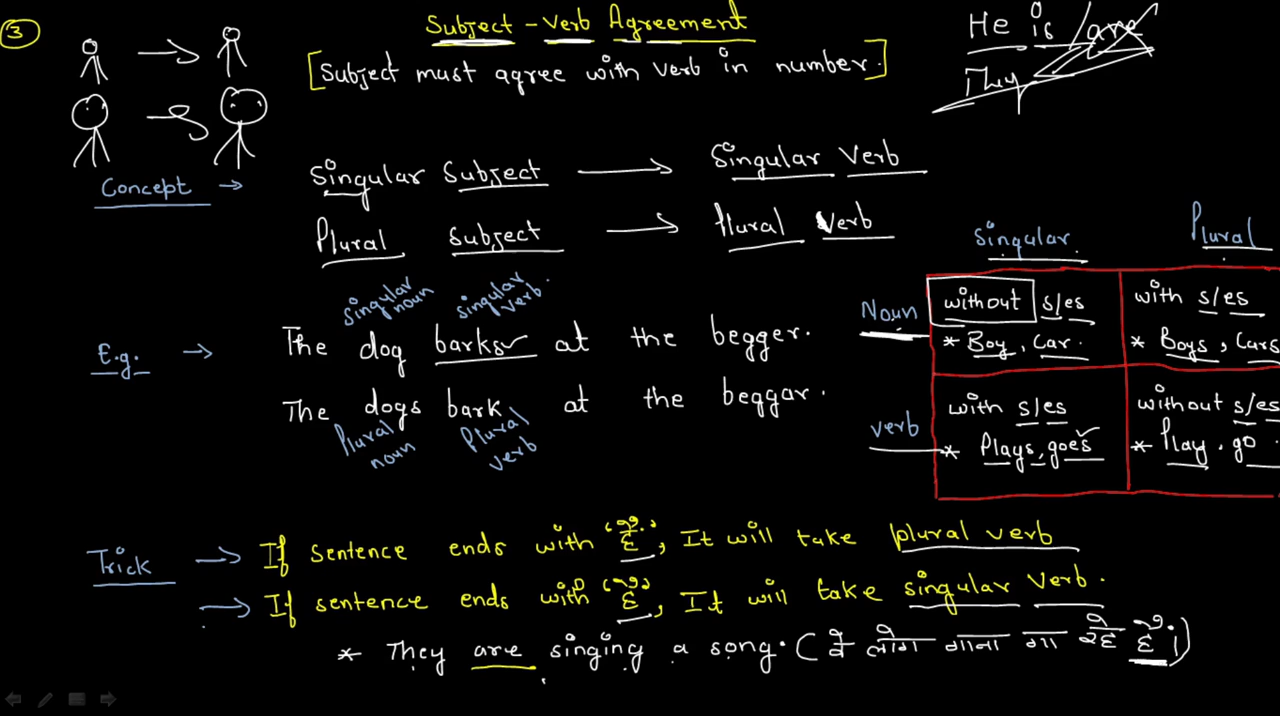 3
Subject - Verb Agreement
[Subject must agree with verb in number.]
He is / are
They
Concept →
Singular Subject → Singular Verb
Plural Subject → Plural Verb
Singular Plural
singular noun singular verb.
E.g. → The dog barks at the begger.
The dogs bark at the beggar.
Plural noun Plural verb
Noun without s/es with s/es
* Boy, Car. * Boys, Cars
verb with s/es without s/es
* Plays, goes * Play. go
Trick → If sentence ends with "हैं", It will take plural verb
→ If sentence ends with "है", It will take singular Verb.
* They are singing a song. (वे लोग गाना गा रहे हैं।)